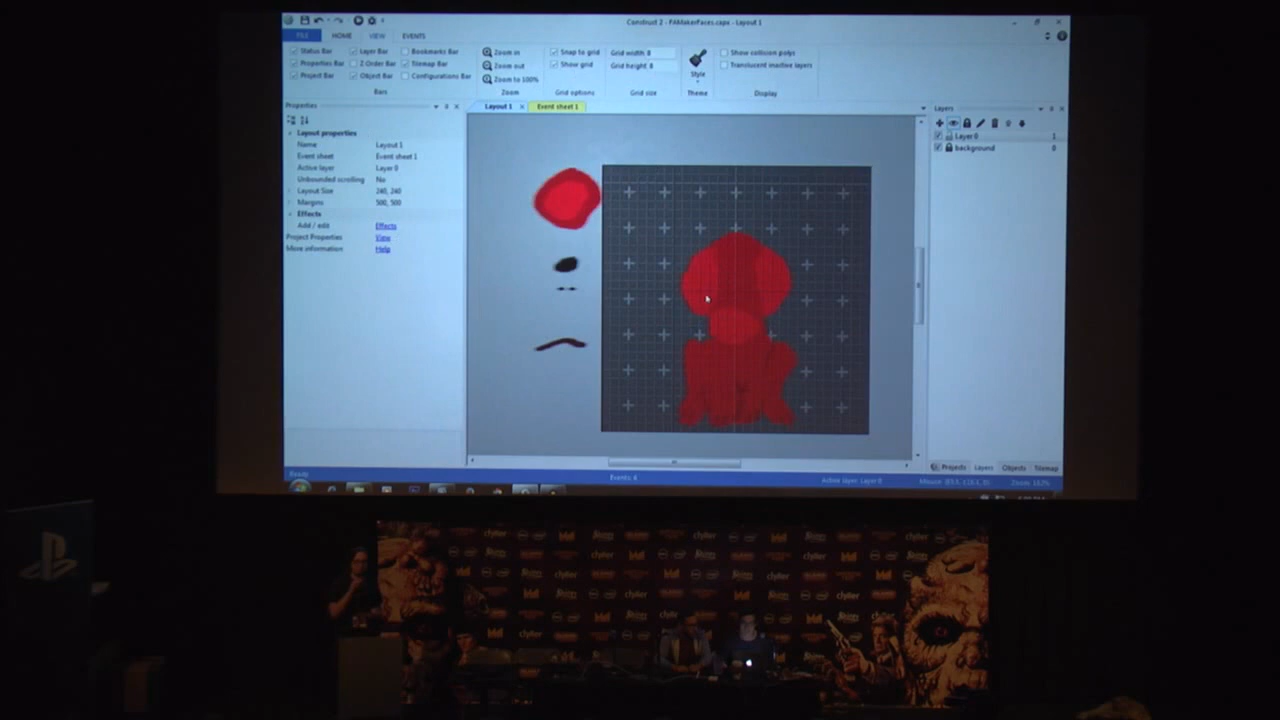 Construct 2 - FAMakerFaces.capx - Layout 1
FILE HOME VIEW EVENTS
Status Bar Layer Bar Bookmarks Bar
Properties Bar Z Order Bar Tilemap Bar
Project Bar Object Bar Configurations Bar
Bars
Zoom in
Zoom out
Zoom to 100%
Zoom
Snap to grid
Show grid
Grid options
Grid width: 8
Grid height: 8
Grid size
Style
Theme
Show collision polys
Translucent inactive layers
Display
Properties
Layout properties
Name Layout 1
Event sheet Event sheet 1
Active layer Layer 0
Unbounded scrolling No
Layout Size 240, 240
Margins 500, 500
Effects
Add / edit Effects
Project Properties View
More information Help
Layout 1 Event sheet 1
Layers
Layer 0 1
background 0
Projects Layers Objects Tilemap
Ready
Events: 6
Active layer: Layer 0